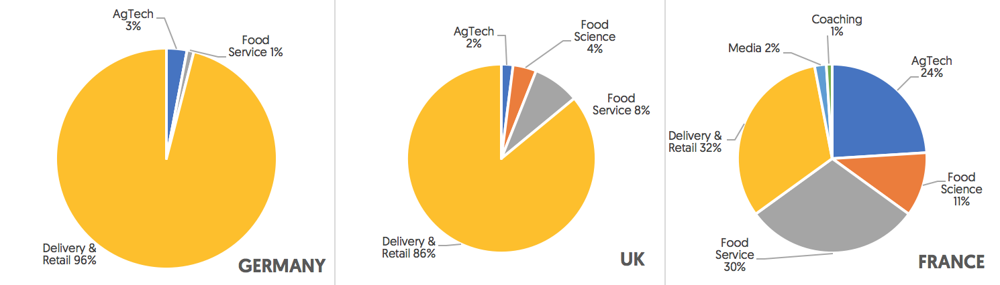 AgTech
3%
Food
Service 1%
Delivery &
Retail 96%
GERMANY
AgTech
2%
Food
Science
4%
Food
Service 8%
Delivery &
Retail 86%
UK
Coaching
1%
Media 2%
AgTech
24%
Delivery &
Retail 32%
Food
Science
11%
Food
Service
30%
FRANCE